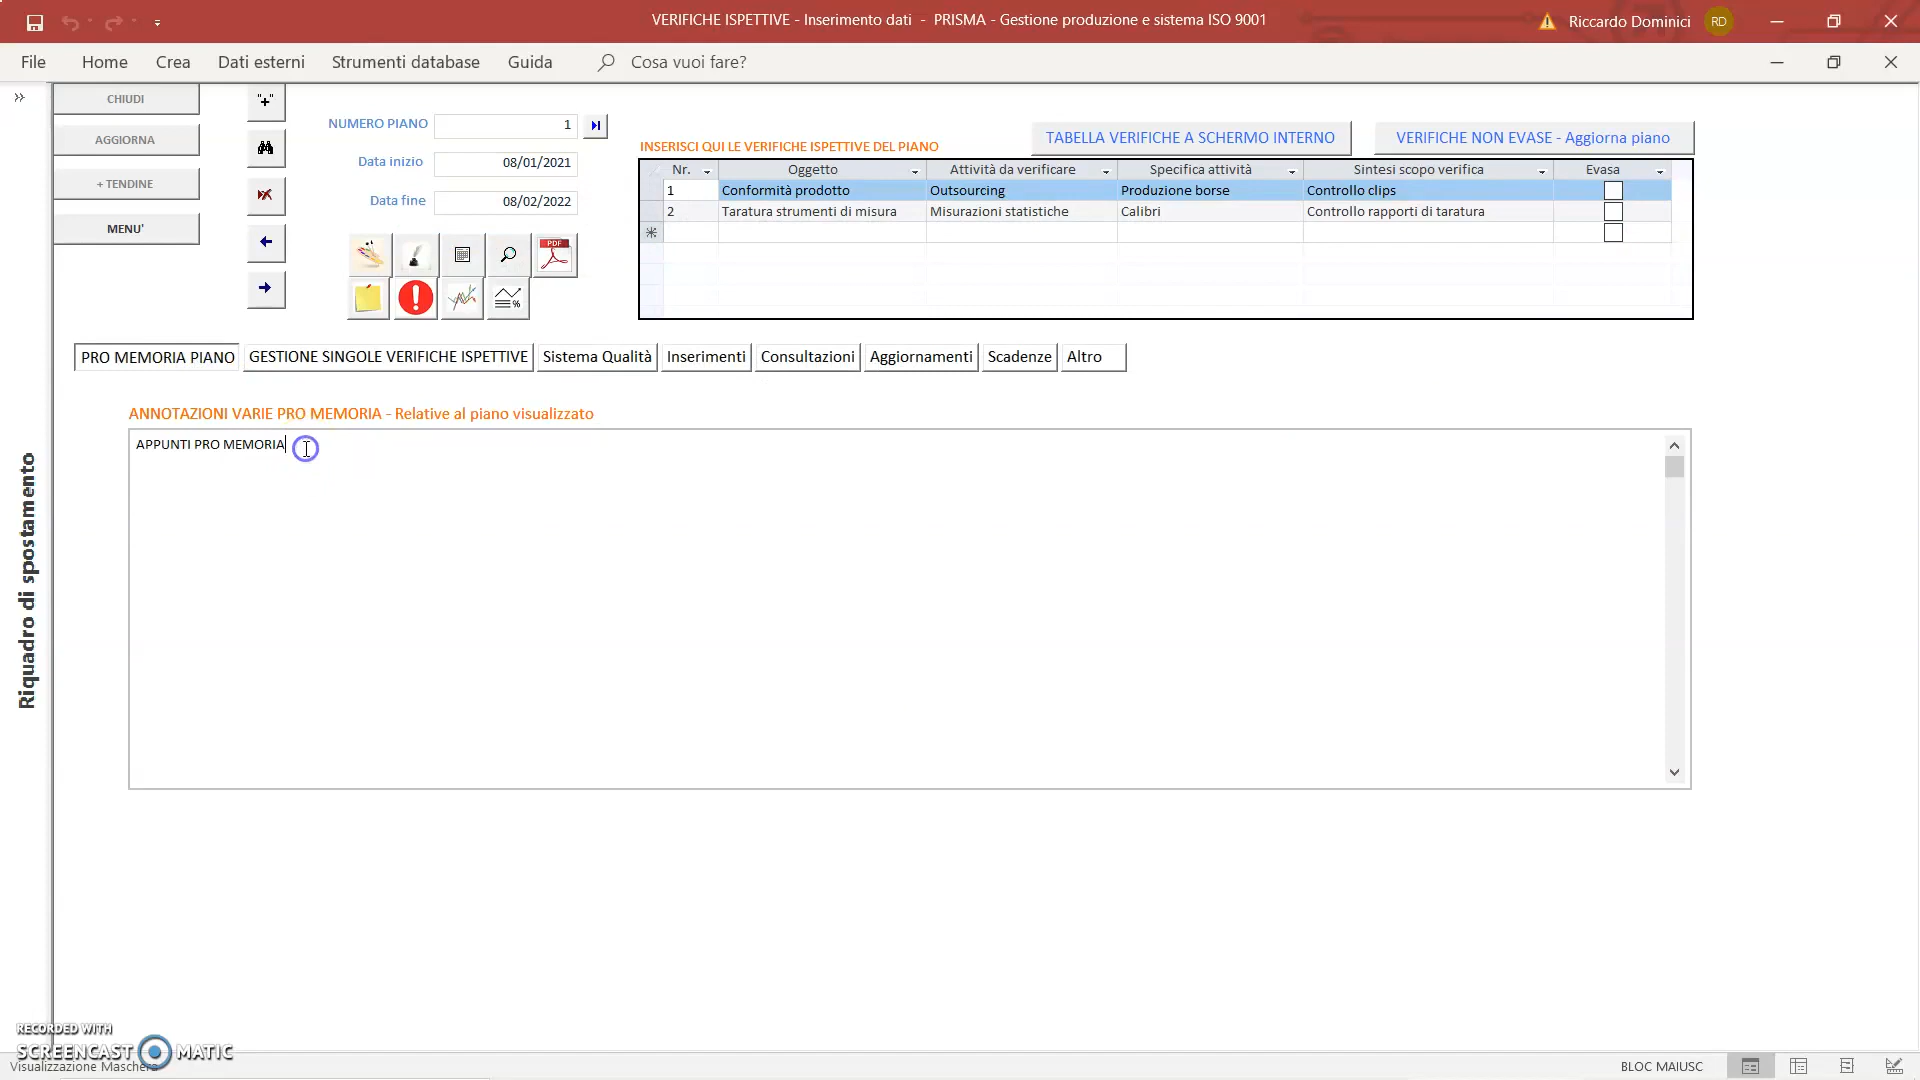 VERIFICHE ISPETTIVE - Inserimento dati - PRISMA - Gestione produzione e sistema ISO 9001
Riccardo Dominici
RD
File Home Crea Dati esterni Strumenti database Guida Cosa vuoi fare?
CHIUDI
AGGIORNA
+ TENDINE
MENU'
"+"
NUMERO PIANO 1
Data inizio 08/01/2021
Data fine 08/02/2022
PDF
INSERISCI QUI LE VERIFICHE ISPETTIVE DEL PIANO
TABELLA VERIFICHE A SCHERMO INTERNO
VERIFICHE NON EVASE - Aggiorna piano
Nr. Oggetto Attività da verificare Specifica attività Sintesi scopo verifica Evasa
1 Conformità prodotto Outsourcing Produzione borse Controllo clips
2 Taratura strumenti di misura Misurazioni statistiche Calibri Controllo rapporti di taratura
PRO MEMORIA PIANO GESTIONE SINGOLE VERIFICHE ISPETTIVE Sistema Qualità Inserimenti Consultazioni Aggiornamenti Scadenze Altro
ANNOTAZIONI VARIE PRO MEMORIA - Relative al piano visualizzato
APPUNTI PRO MEMORIA
Riquadro di spostamento
RECORDED WITH
SCREENCAST MATIC
Visualizzazione Maschera
BLOC MAIUSC